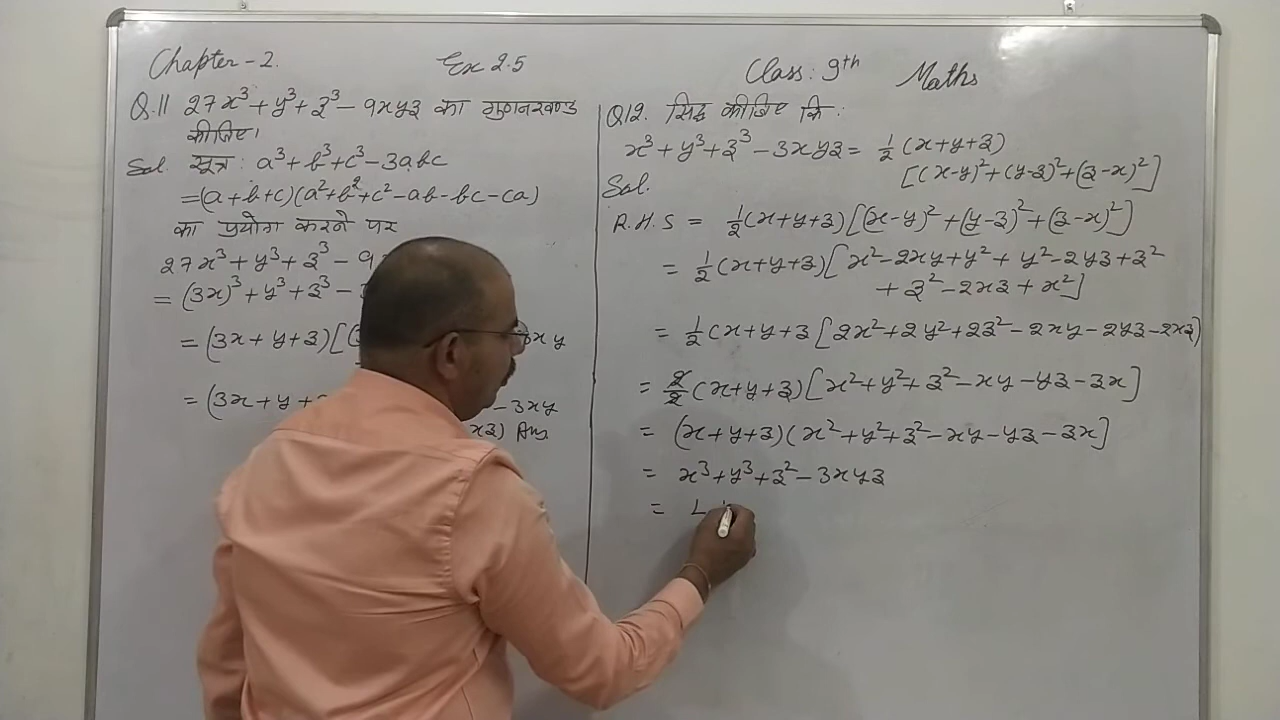 Chapter-2. Ex 2.5
Class: 9th Maths
Q.11 27x³+y³+z³-9xyz का गुणनखण्ड
कीजिए।
Sol. सूत्र: a³+b³+c³-3abc
=(a+b+c)(a²+b²+c²-ab-bc-ca)
का प्रयोग करने पर
27x³+y³+z³-9
= (3x)³+y³+z³-
= (3x+y+z)[( 3xy
= (3x+y+ -3xy
xz) Ans
Q12. सिद्ध कीजिए कि:
x³+y³+z³-3xyz = ½(x+y+z)
[(x-y)²+(y-z)²+(z-x)²]
Sol.
R.H.S = ½(x+y+z)[(x-y)²+(y-z)²+(z-x)²]
= ½(x+y+z)[x²-2xy+y²+y²-2yz+z²
+z²-2xz+x²]
= ½(x+y+z[2x²+2y²+2z²-2xy-2yz-2xz)
= 2/2(x+y+z)[x²+y²+z²-xy-yz-zx]
= (x+y+z)(x²+y²+z²-xy-yz-zx]
= x³+y³+z²-3xyz
= L